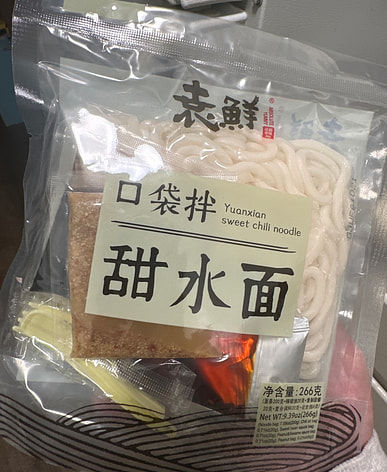 袁鲜
口袋拌
Yuanxian
sweet chili noodle
甜水面
净含量: 266克
Net WT:9.39oz(266g)